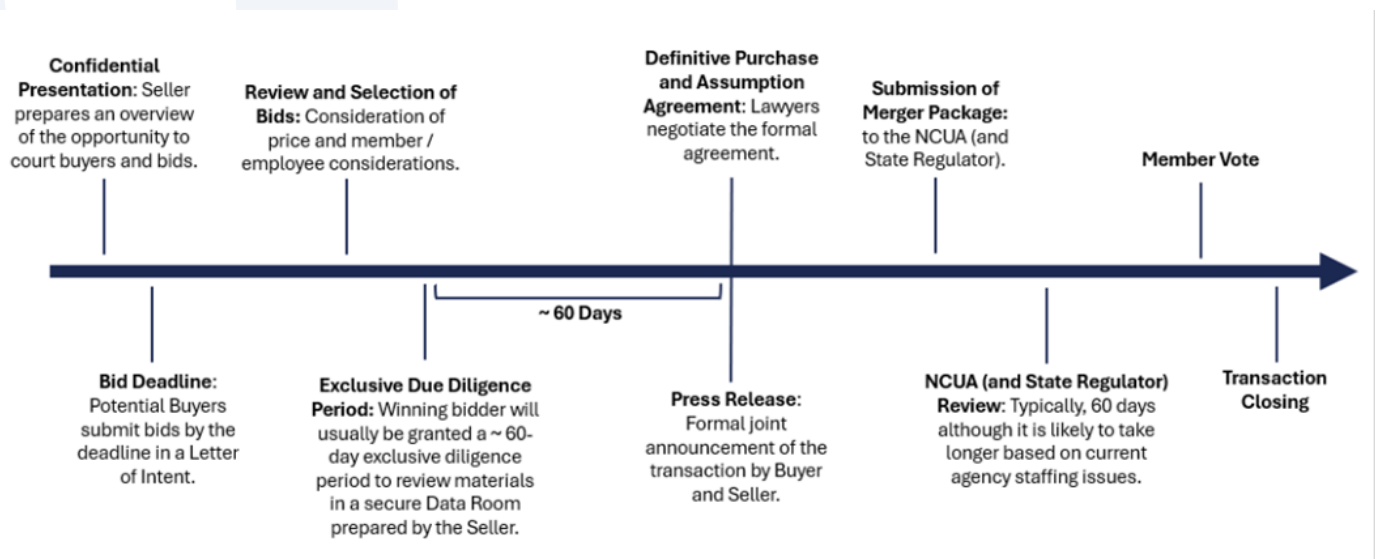 Confidential
Presentation: Seller
prepares an overview
of the opportunity to
court buyers and bids.
Bid Deadline:
Potential Buyers
submit bids by the
deadline in a Letter
of Intent.
Review and Selection of
Bids: Consideration of
price and member /
employee considerations.
Exclusive Due Diligence
Period: Winning bidder will
usually be granted a ~ 60-
day exclusive diligence
period to review materials
in a secure Data Room
prepared by the Seller.
~ 60 Days
Definitive Purchase
and Assumption
Agreement: Lawyers
negotiate the formal
agreement.
Press Release:
Formal joint
announcement of the
transaction by Buyer
and Seller.
Submission of
Merger Package:
to the NCUA (and
State Regulator).
NCUA (and State Regulator)
Review: Typically, 60 days
although it is likely to take
longer based on current
agency staffing issues.
Member Vote
Transaction
Closing